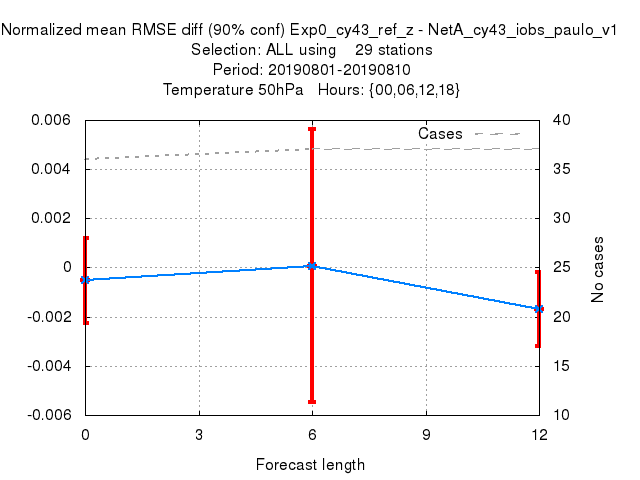 Normalized mean RMSE diff (90% conf) Exp0_cy43_ref_z - NetA_cy43_iobs_paulo_v1
Selection: ALL using    29 stations
Period: 20190801-20190810
Temperature 50hPa   Hours: {00,06,12,18}
0.006
0.004
0.002
0
-0.002
-0.004
-0.006
Cases
40
35
30
25
20
15
10
No cases
0 3 6 9 12
Forecast length